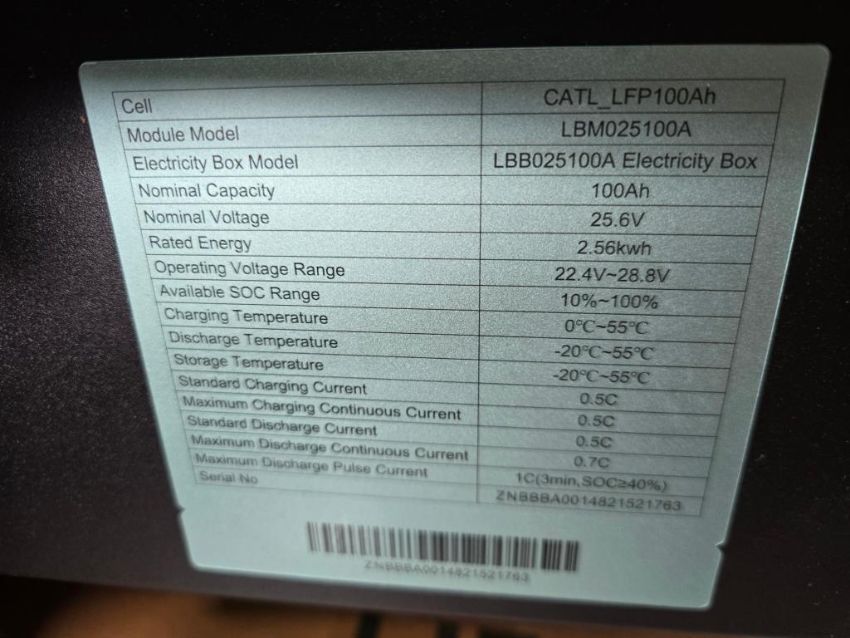 Cell CATL_LFP100Ah
Module Model LBM025100A
Electricity Box Model LBB025100A Electricity Box
Nominal Capacity 100Ah
Nominal Voltage 25.6V
Rated Energy 2.56kwh
Operating Voltage Range 22.4V~28.8V
Available SOC Range 10%~100%
Charging Temperature 0℃~55℃
Discharge Temperature -20℃~55℃
Storage Temperature -20℃~55℃
Standard Charging Current 0.5C
Maximum Charging Continuous Current 0.5C
Standard Discharge Current 0.5C
Maximum Discharge Continuous Current 0.7C
Maximum Discharge Pulse Current 1C(3min,SOC≥40%)
Serial No ZNBBBA0014821521763
ZNBBBA0014821521763